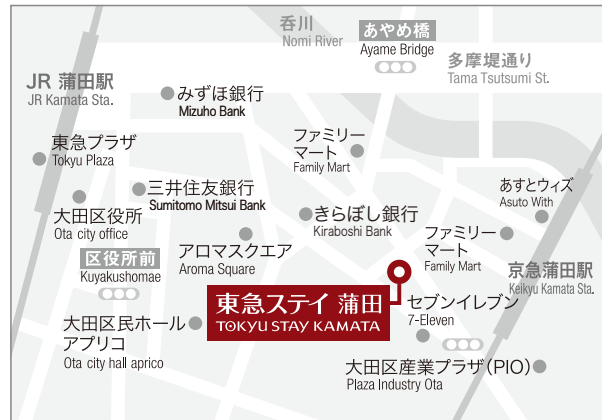 呑川
Nomi River
あやめ橋
Ayame Bridge
多摩堤通り
Tama Tsutsumi St.
JR 蒲田駅
JR Kamata Sta.
みずほ銀行
Mizuho Bank
東急プラザ
Tokyu Plaza
ファミリー
マート
Family Mart
三井住友銀行
Sumitomo Mitsui Bank
あすとウィズ
Asuto With
大田区役所
Ota city office
きらぼし銀行
Kiraboshi Bank
ファミリー
マート
Family Mart
区役所前
Kuyakushomae
アロマスクエア
Aroma Square
京急蒲田駅
Keikyu Kamata Sta.
東急ステイ 蒲田
TOKYU STAY KAMATA
セブンイレブン
7-Eleven
大田区民ホール
アプリコ
Ota city hall aprico
大田区産業プラザ(PIO)
Plaza Industry Ota